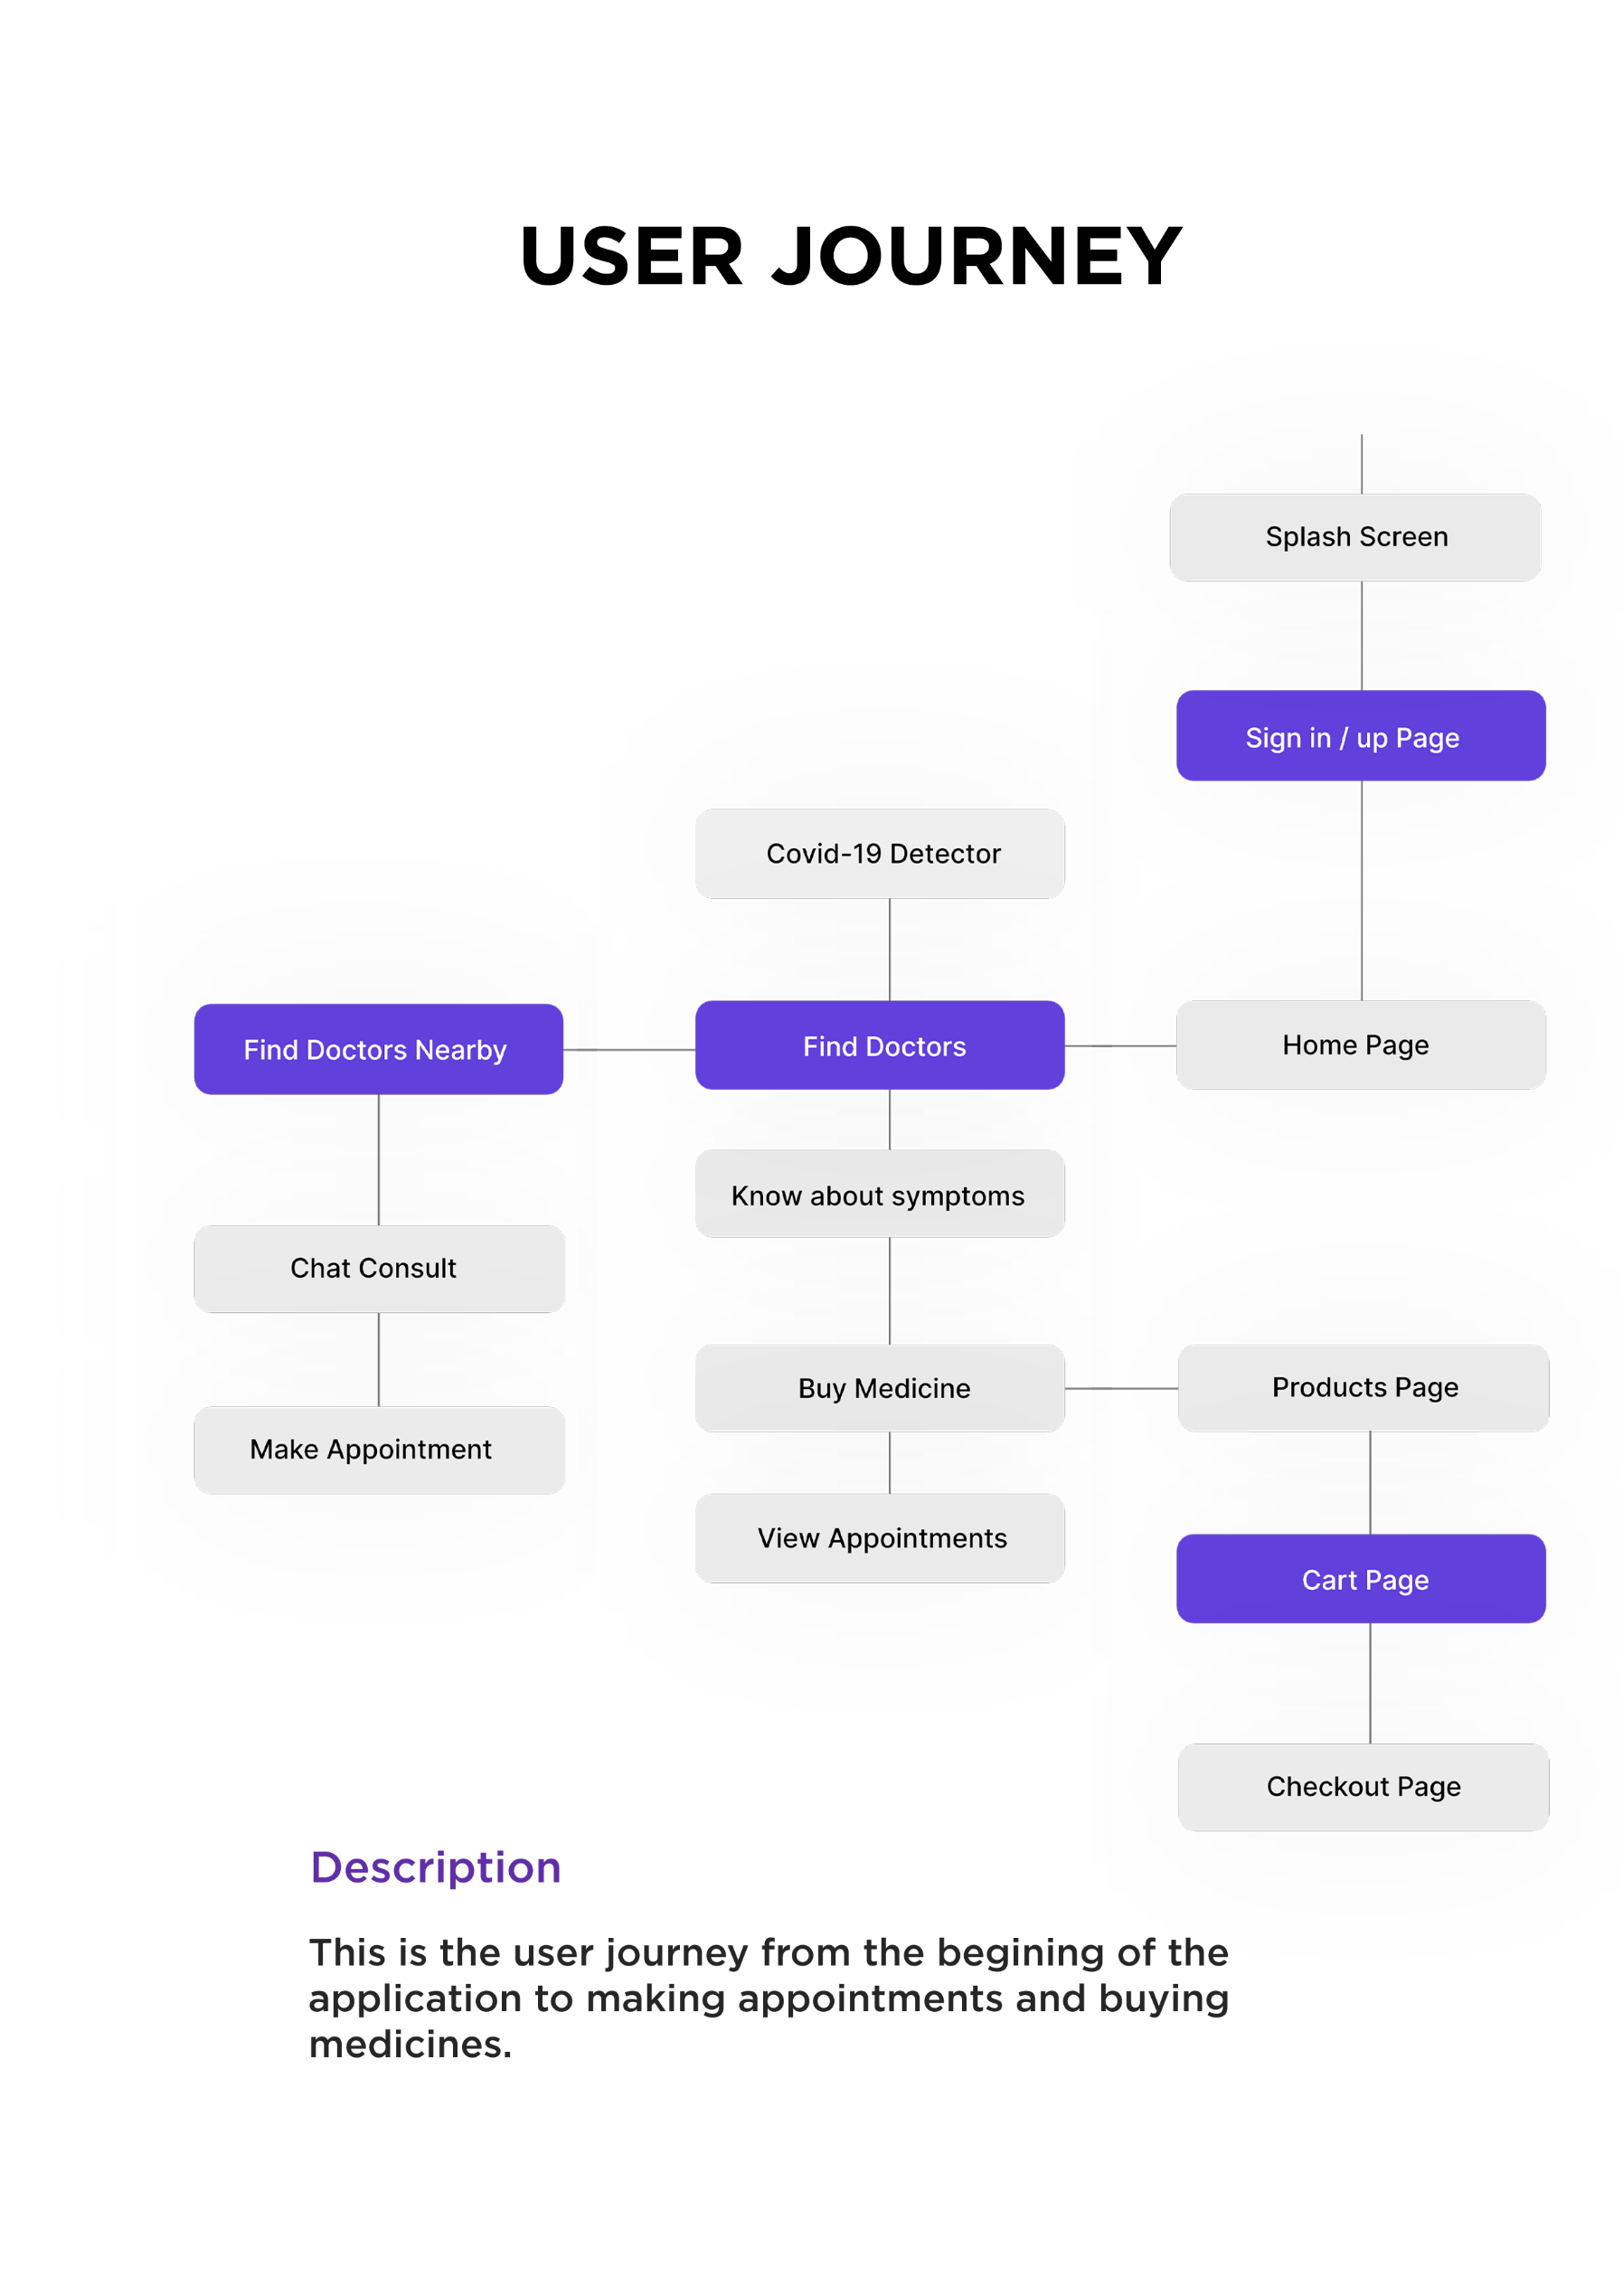 USER JOURNEY
Splash Screen
Sign in / up Page
Covid-19 Detector
Find Doctors Nearby
Find Doctors
Home Page
Know about symptoms
Chat Consult
Buy Medicine
Products Page
Make Appointment
View Appointments
Cart Page
Checkout Page
Description
This is the user journey from the begining of the
application to making appointments and buying
medicines.